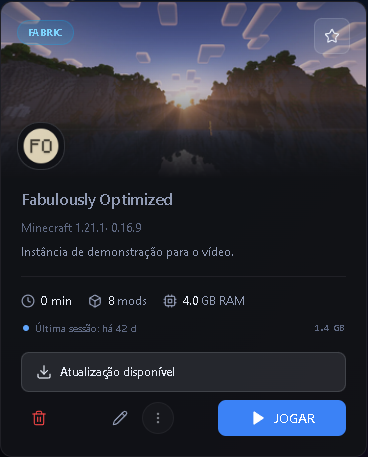 FABRIC
FO
Fabulously Optimized
Minecraft 1.21.1· 0.16.9
Instância de demonstração para o vídeo.
0 min 8 mods 4.0 GB RAM
Última sessão: há 42 d 1.4 GB
Atualização disponível
JOGAR